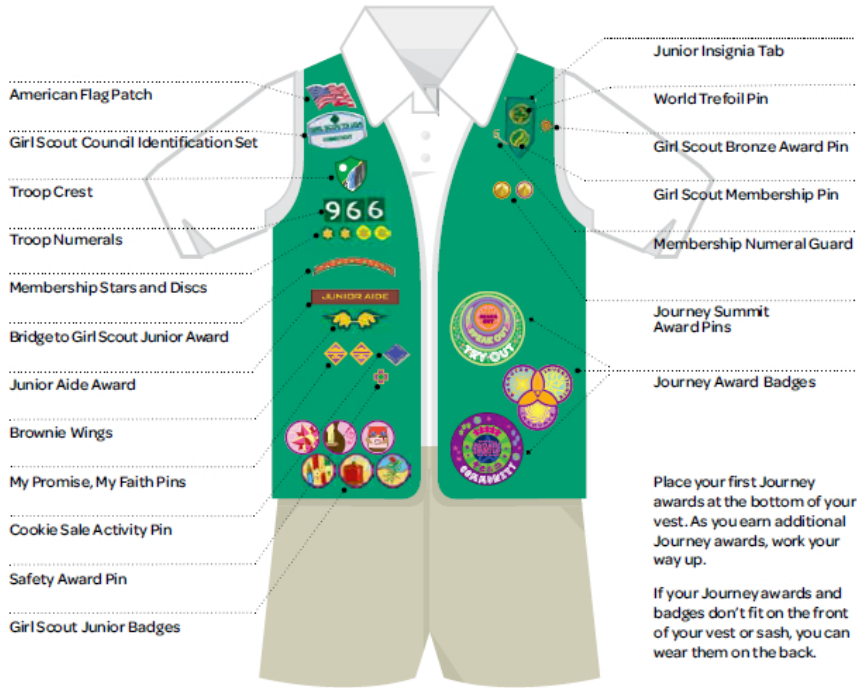 American Flag Patch
Girl Scout Council Identification Set
Troop Crest
Troop Numerals
Membership Stars and Discs
Bridge to Girl Scout Junior Award
Junior Aide Award
Brownie Wings
My Promise, My Faith Pins
Cookie Sale Activity Pin
Safety Award Pin
Girl Scout Junior Badges
CONNECTICUT
966
JUNIOR AIDE
SPEAK OUT
TRY OUT
COMMUNITY
Junior Insignia Tab
World Trefoil Pin
Girl Scout Bronze Award Pin
Girl Scout Membership Pin
Membership Numeral Guard
Journey Summit
Award Pins
Journey Award Badges
Place your first Journey
awards at the bottom of your
vest. As you earn additional
Journey awards, work your
way up.
If your Journey awards and
badges don't fit on the front
of your vest or sash, you can
wear them on the back.